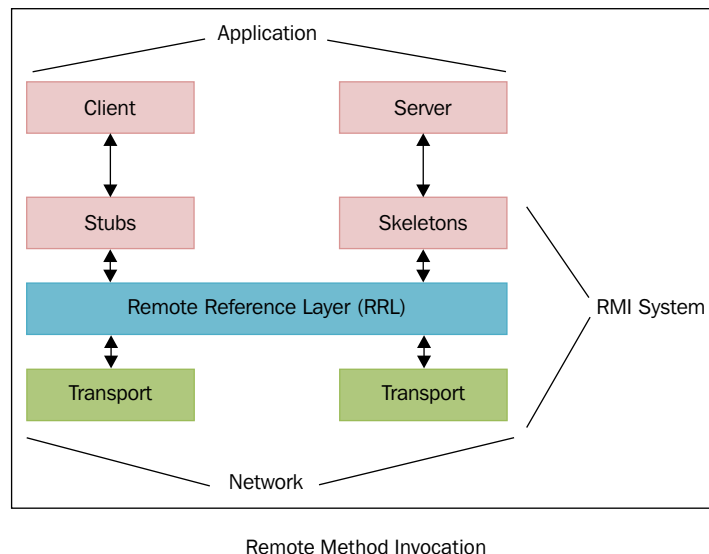 Application
Client
Server
Stubs
Skeletons
Remote Reference Layer (RRL)
RMI System
Transport
Transport
Network
Remote Method Invocation